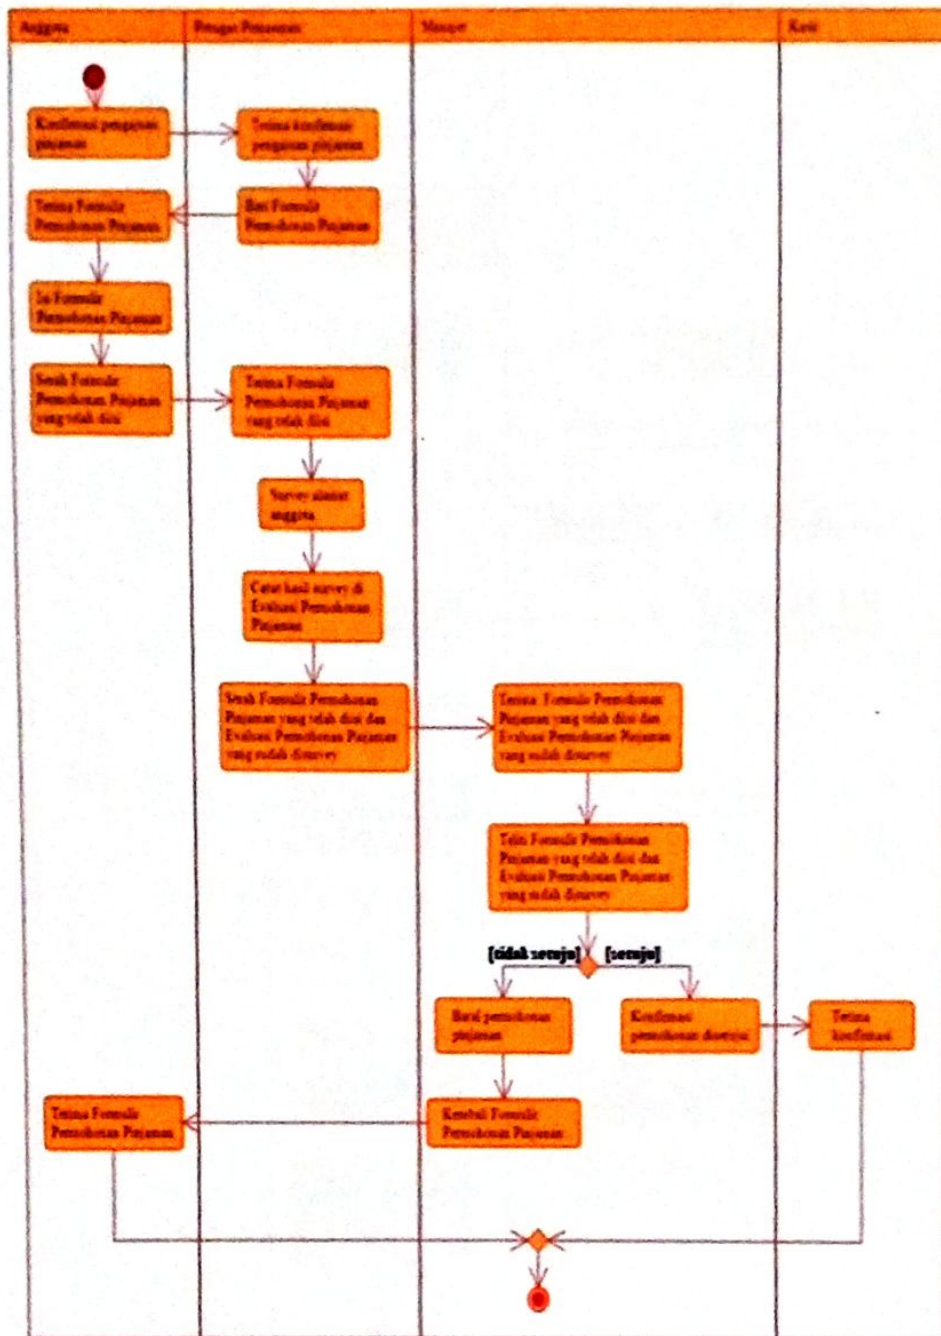 Anggota
Petugas
Manajer
Kasir
Konfirmasi pengajuan
pinjaman
Terima konfirmasi
pengajuan pinjaman
Terima Formulir
Permohonan Pinjaman
Beri Formulir
Permohonan Pinjaman
Isi Formulir
Permohonan Pinjaman
Serah Formulir
Permohonan Pinjaman
yang telah diisi
Terima Formulir
Permohonan Pinjaman
yang telah diisi
Survey alamat
anggota
Catat hasil survey di
Evaluasi Permohonan
Pinjaman
Serah Formulir Permohonan
Pinjaman yang telah diisi dan
Evaluasi Permohonan Pinjaman
yang sudah disurvey
Terima Formulir Permohonan
Pinjaman yang telah diisi dan
Evaluasi Permohonan Pinjaman
yang sudah disurvey
Teliti Formulir Permohonan
Pinjaman yang telah diisi dan
Evaluasi Permohonan Pinjaman
yang sudah disurvey
[tidak setuju] [setuju]
Batal permohonan
pinjaman
Konfirmasi
permohonan disetujui
Terima
konfirmasi
Terima Formulir
Permohonan Pinjaman
Kembali Formulir
Permohonan Pinjaman